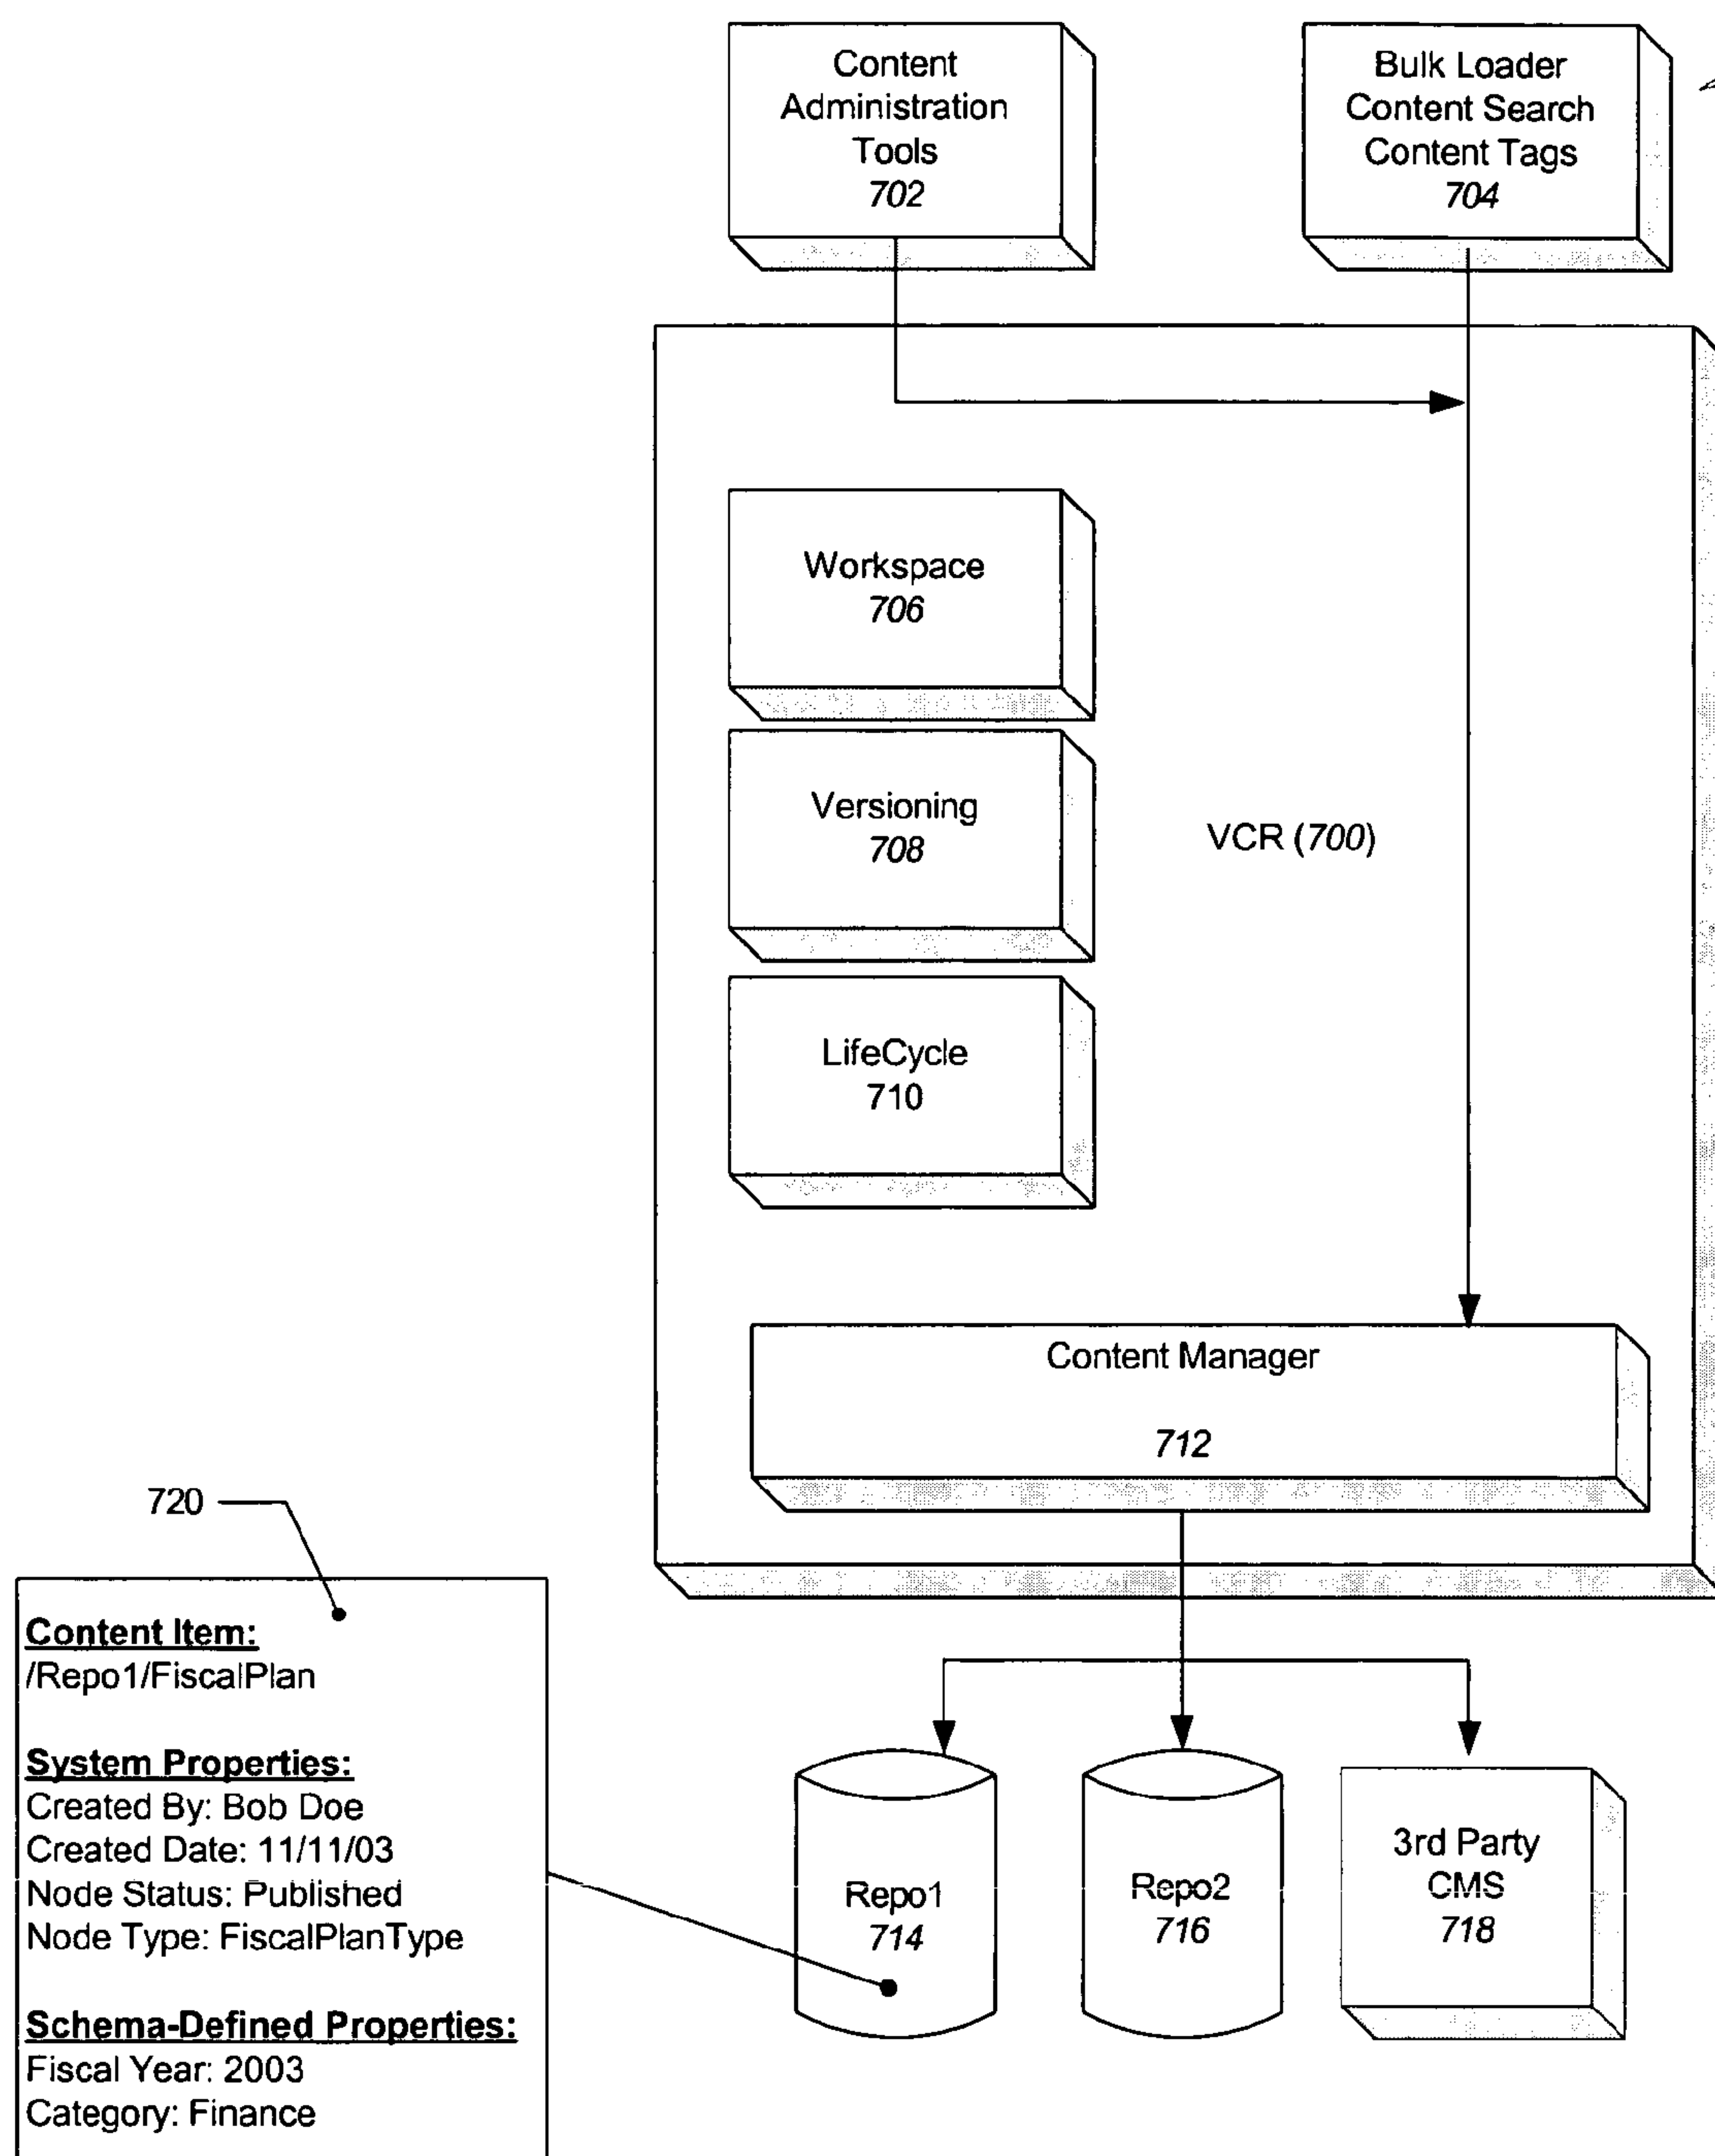 Content
Administration
Tools
702
Bulk Loader
Content Search
Content Tags
704
Workspace
706
Versioning
708
VCR (700)
LifeCycle
710
Content Manager
712
720
Content Item:
/Repo1/FiscalPlan
System Properties:
Created By: Bob Doe
Created Date: 11/11/03
Node Status: Published
Node Type: FiscalPlanType
Schema-Defined Properties:
Fiscal Year: 2003
Category: Finance
Repo1
714
Repo2
716
3rd Party
CMS
718